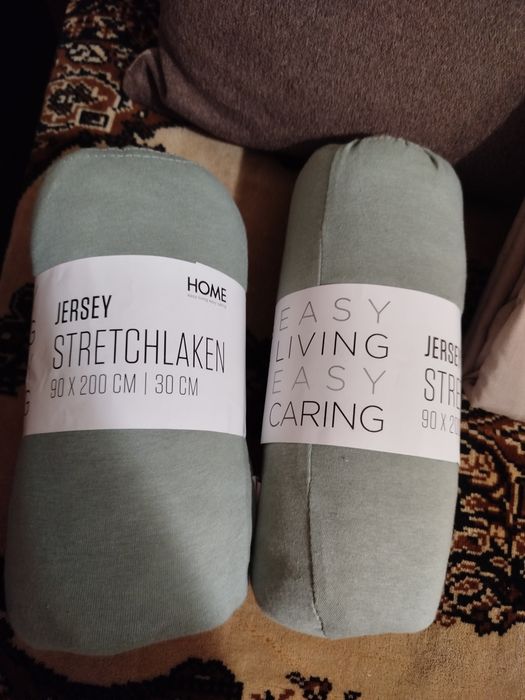 HOME
JERSEY
STRETCHLAKEN
90 X 200 CM | 30 CM
EASY
LIVING
EASY
CARING
JERSE
STRE
90 X 20